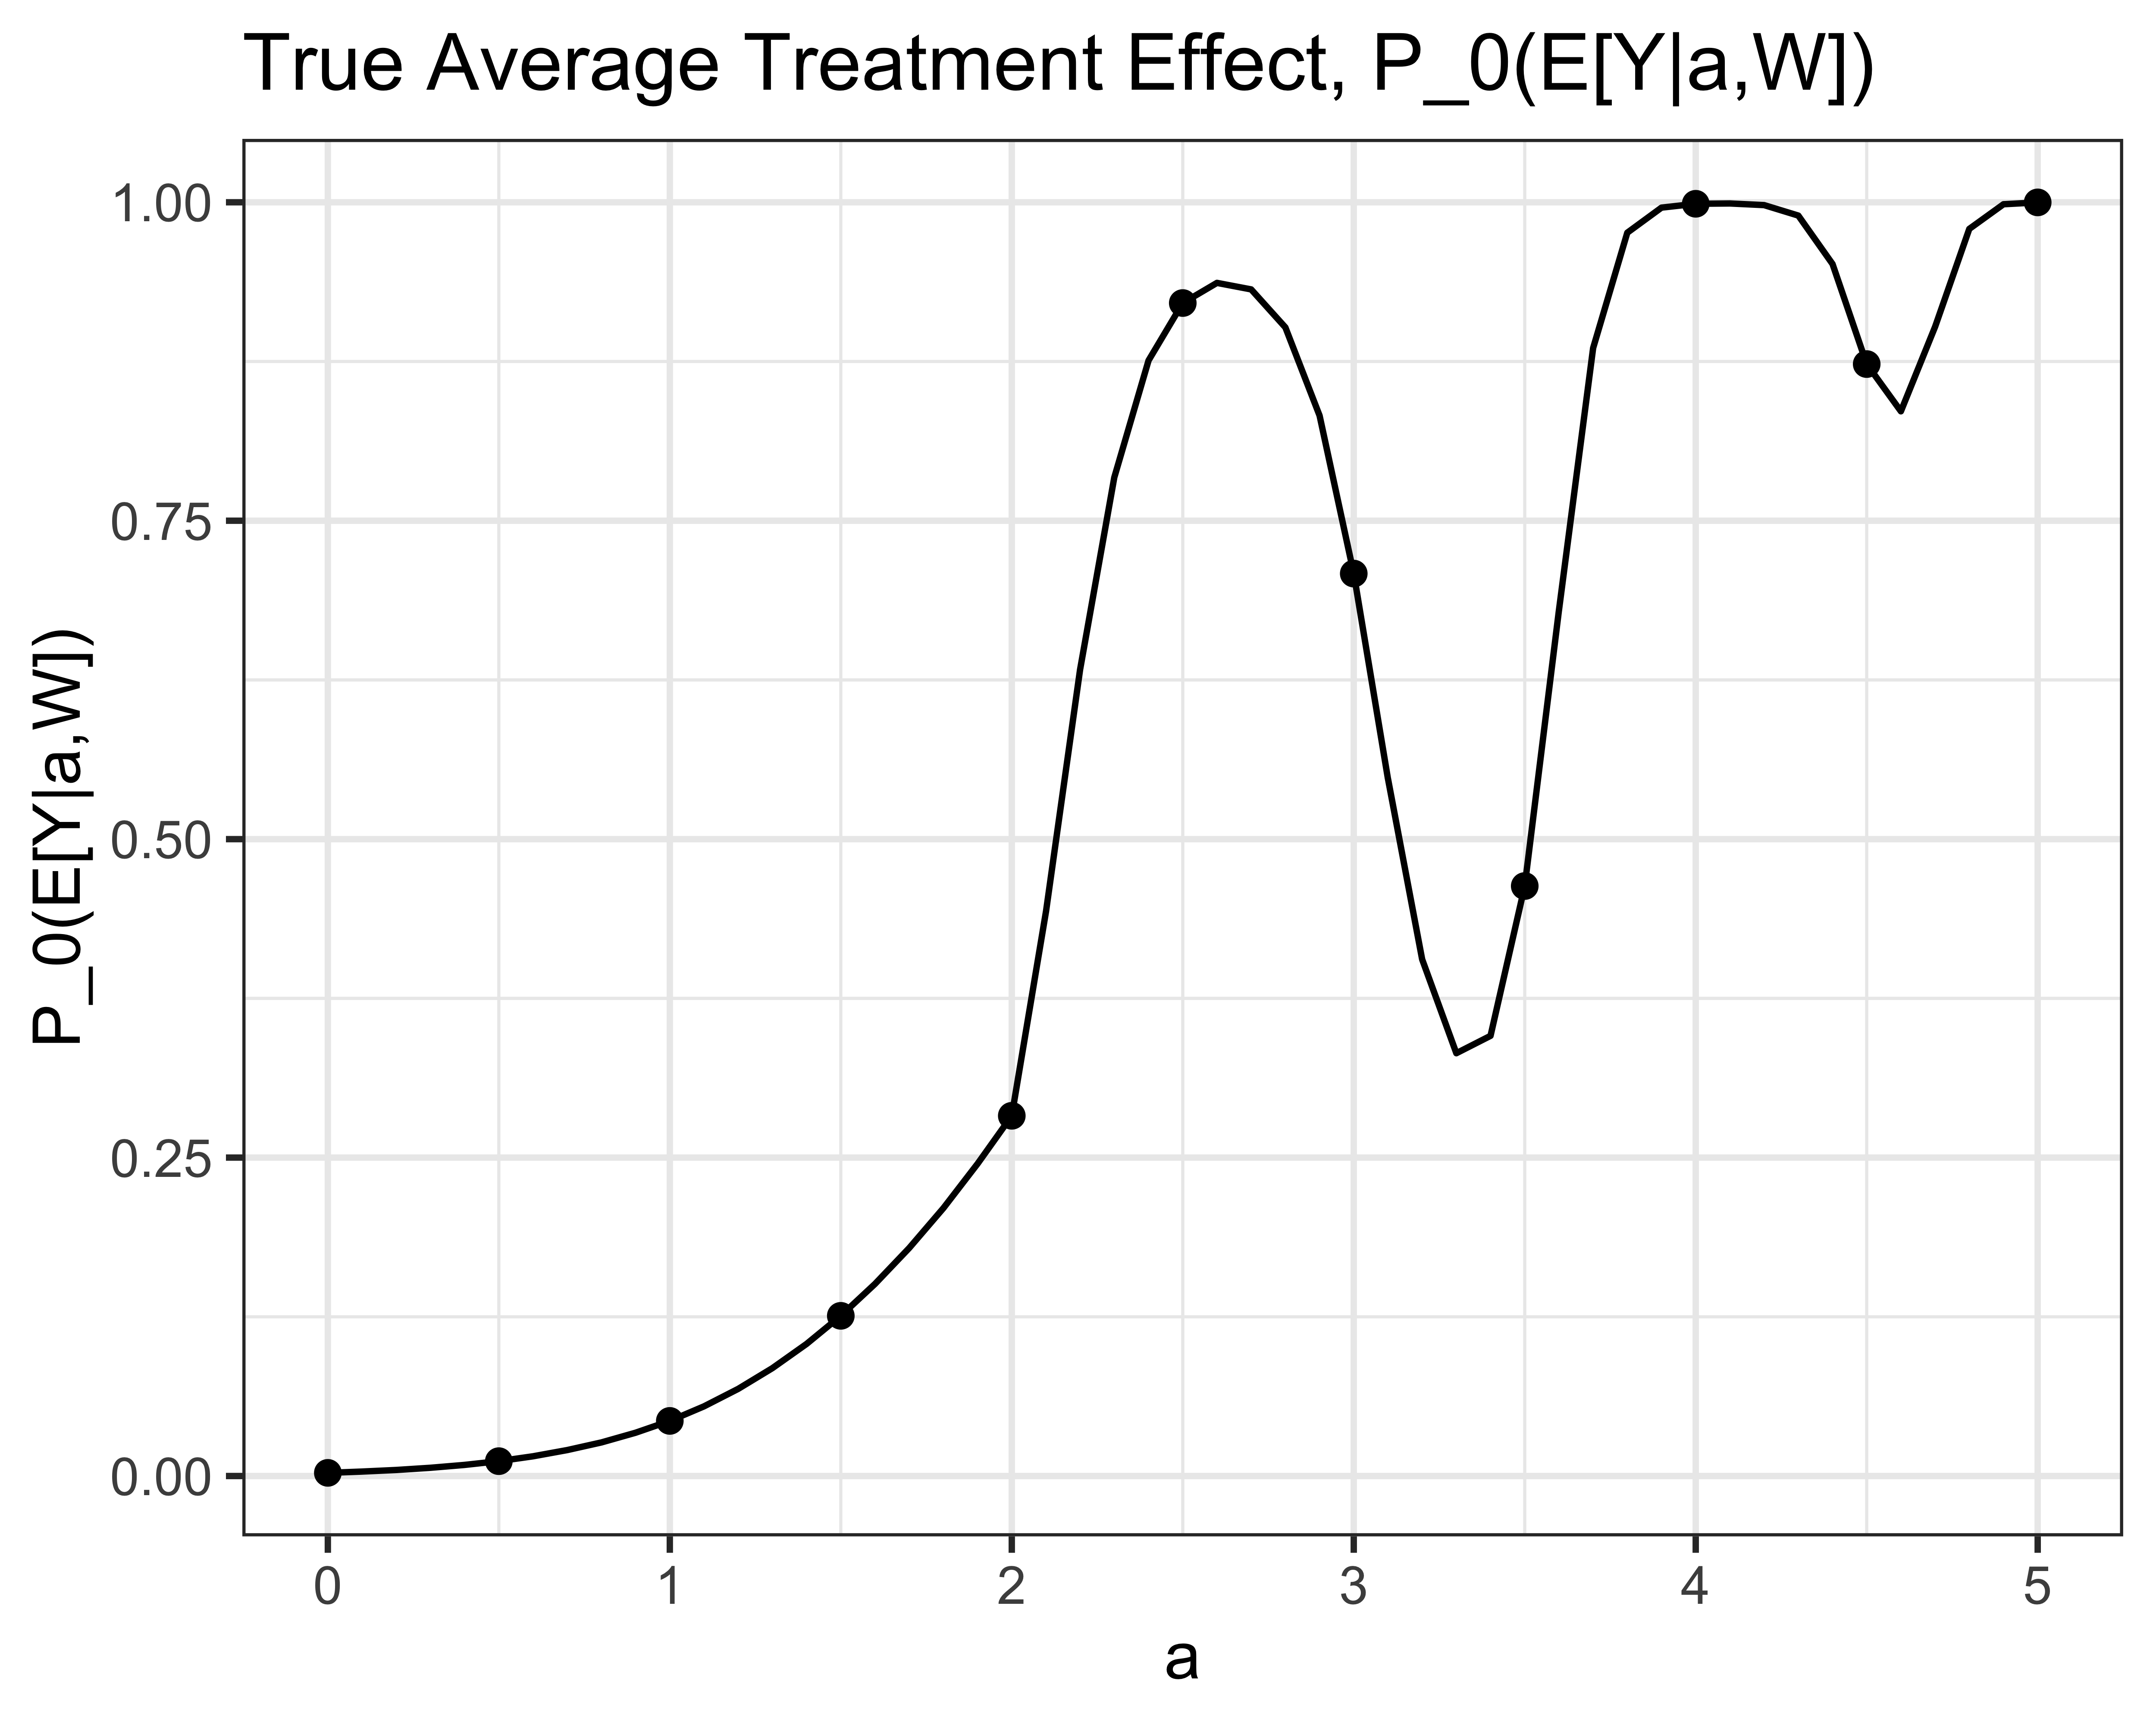 True Average Treatment Effect, P_0(E[Y|a,W])
P_0(E[Y|a,W])
1.00
0.75
0.50
0.25
0.00
0 1 2 3 4 5
a